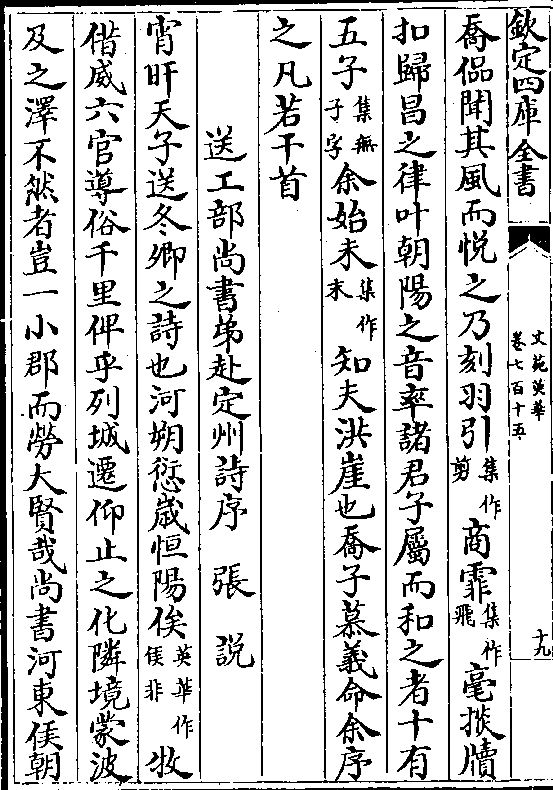 欽定四庫全書
文苑英華
卷七百十五
十九
喬侣聞其風而悦之乃刻羽引集作剪商霏集作飛毫掞牘
扣歸昌之律叶朝陽之音率諸君子屬而和之者十有
五子集無子字余始未集作末知夫洪崖也喬子慕義命余序
之凡若干首
送工部尚書弟赴定州詩序 張説
宵旰天子送冬卿之詩也河朔愆歲恒陽俟英華作侯非牧
偕威六官導俗千里俾乎列城遷仰止之化隣境蒙波
及之澤不然者豈一小郡而勞大賢哉尚書河東侯朝